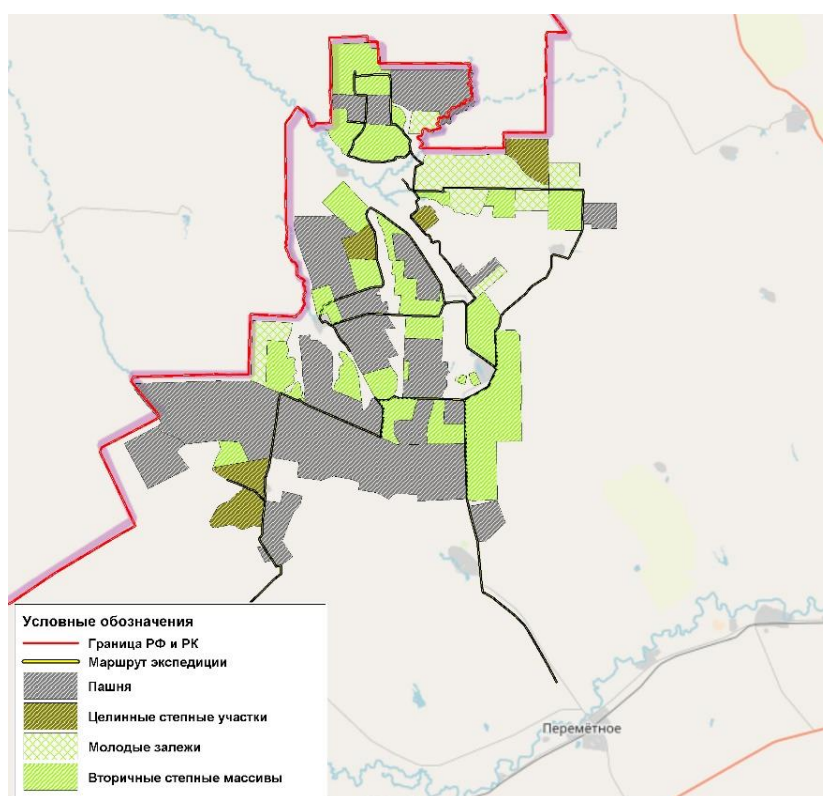 Перемётное
Условные обозначения
Граница РФ и РК
Маршрут экспедиции
Пашня
Целинные степные участки
Молодые залежи
Вторичные степные массивы